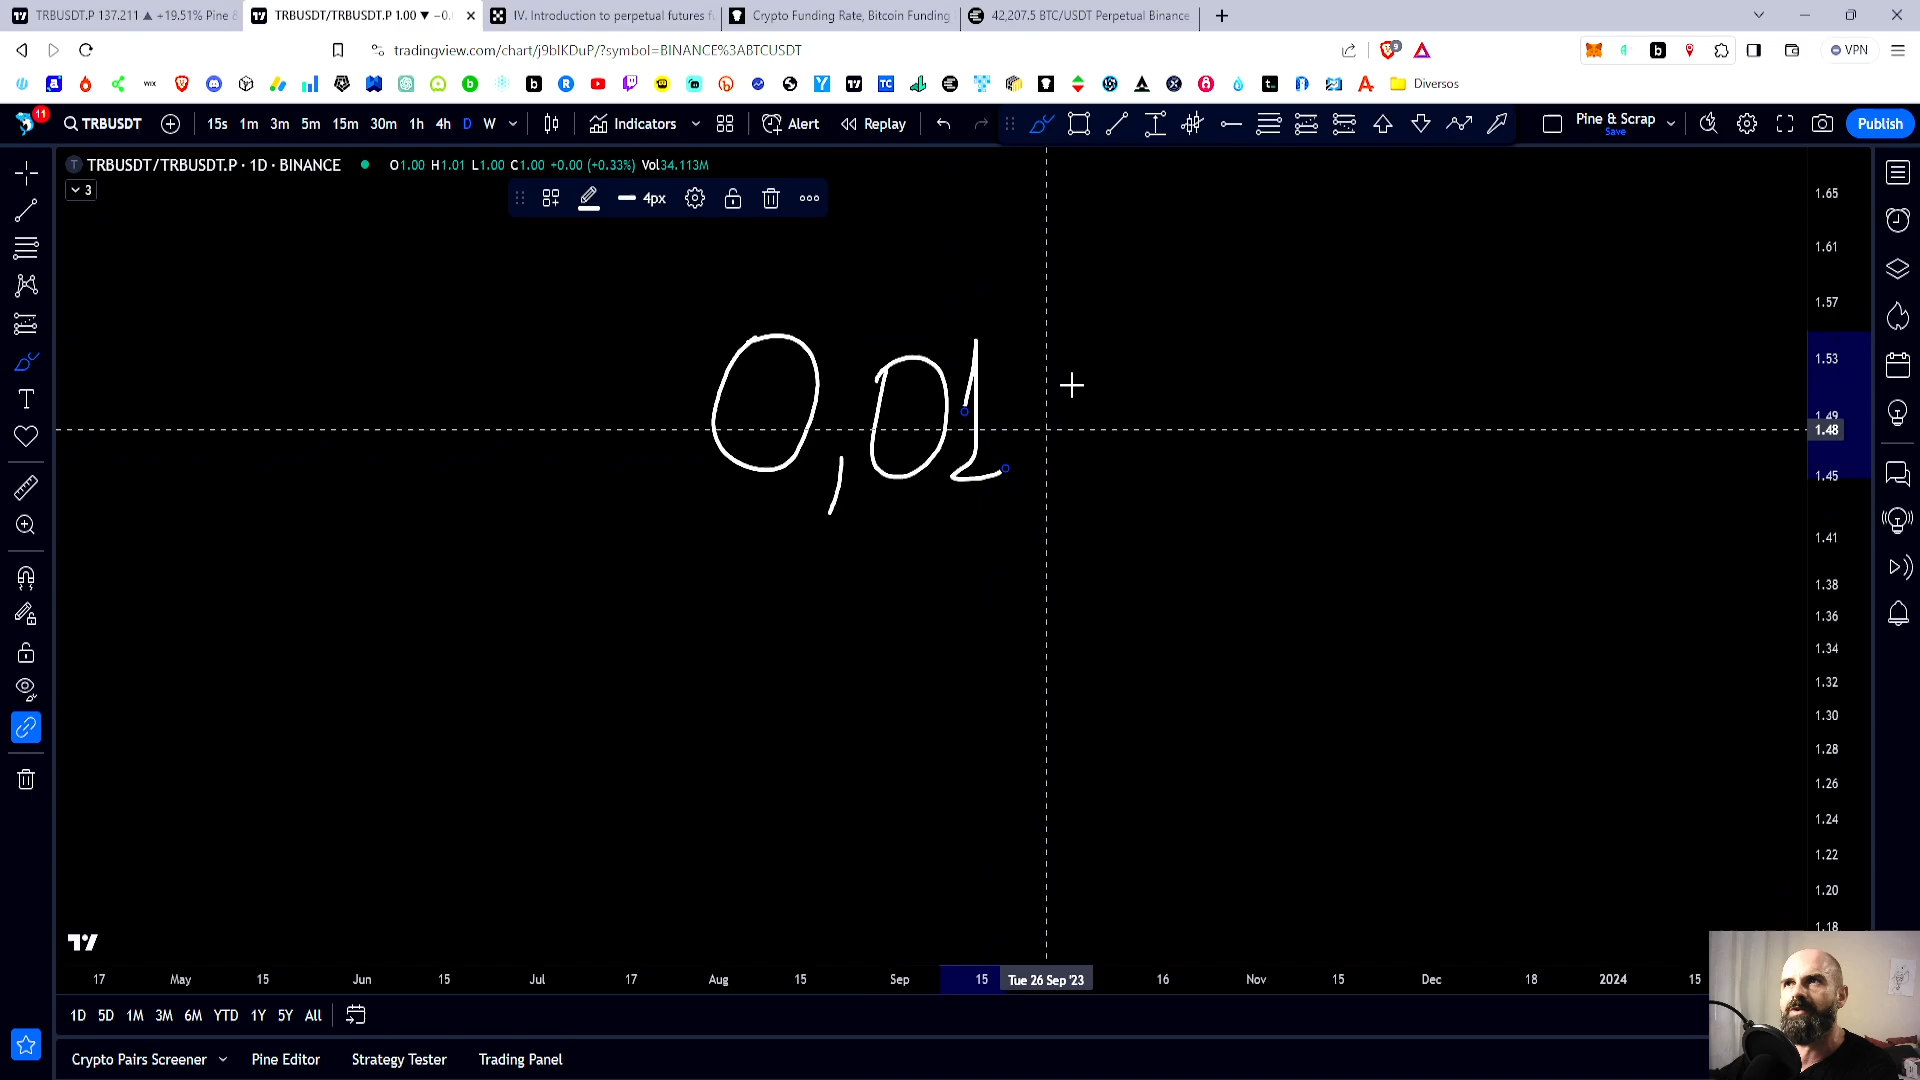 TRBUSDT.P 137.211 ▲ +19.51% Pine &
TRBUSDT/TRBUSDT.P 1.00 ▼ −0.
IV. Introduction to perpetual futures f
Crypto Funding Rate, Bitcoin Funding
42,207.5 BTC/USDT Perpetual Binance
tradingview.com/chart/j9blKDuP/?symbol=BINANCE%3ABTCUSDT
9
VPN
WIX
TC
Diversos
11
TRBUSDT
15s 1m 3m 5m 15m 30m 1h 4h D W
Indicators
Alert
Replay
Pine & Scrap
Save
Publish
TRBUSDT/TRBUSDT.P · 1D · BINANCE
O1.00 H1.01 L1.00 C1.00 +0.00 (+0.33%) Vol34.113M
3
4px
0,01
1.65
1.61
1.57
1.53
1.49
1.48
1.45
1.41
1.38
1.36
1.34
1.32
1.30
1.28
1.26
1.24
1.22
1.20
1.18
17 May 15 Jun 15 Jul 17 Aug 15 Sep 15 Tue 26 Sep '23 16 Nov 15 Dec 18 2024 15
1D 5D 1M 3M 6M YTD 1Y 5Y All
Crypto Pairs Screener
Pine Editor
Strategy Tester
Trading Panel